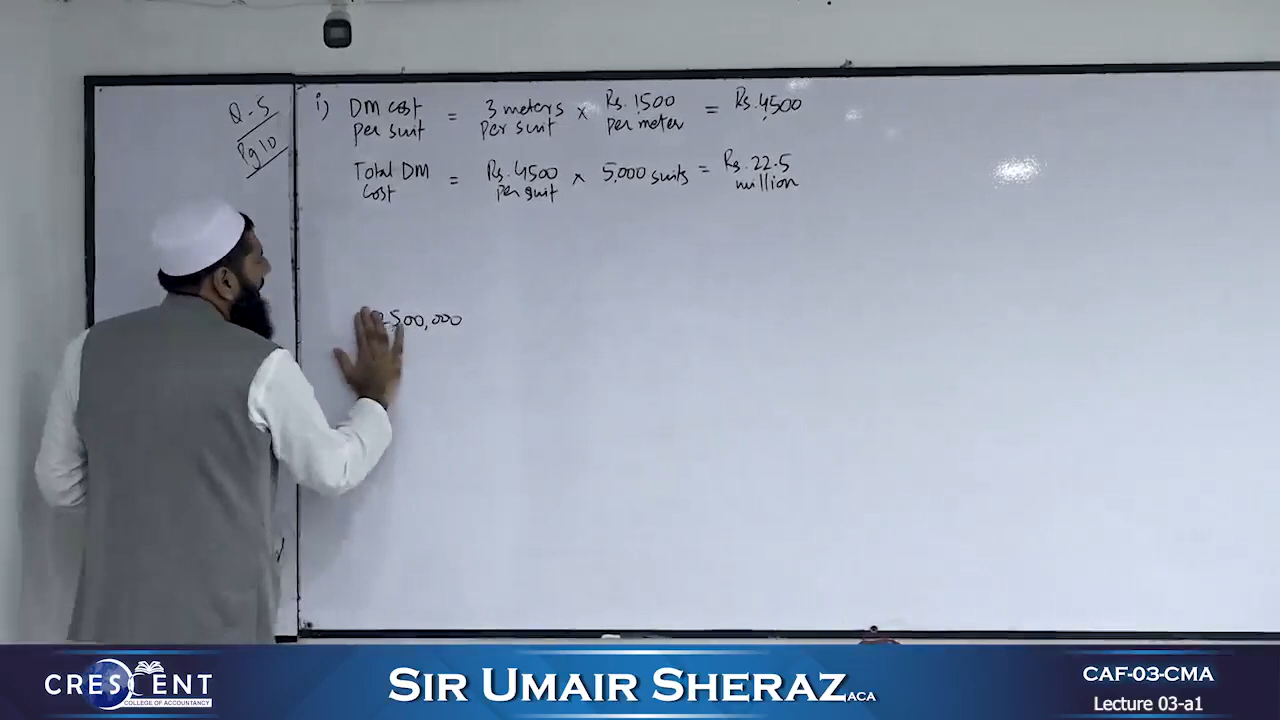 Q-5
Pg 10
i) DM cost per suit = 3 meters per suit x Rs. 1500 per meter = Rs. 4500
Total DM cost = Rs. 4500 per suit x 5,000 suits = Rs. 22.5 million
500,000
CRESCENT
COLLEGE OF ACCOUNTANCY
SIR UMAIR SHERAZ ACA
CAF-03-CMA
Lecture 03-a1